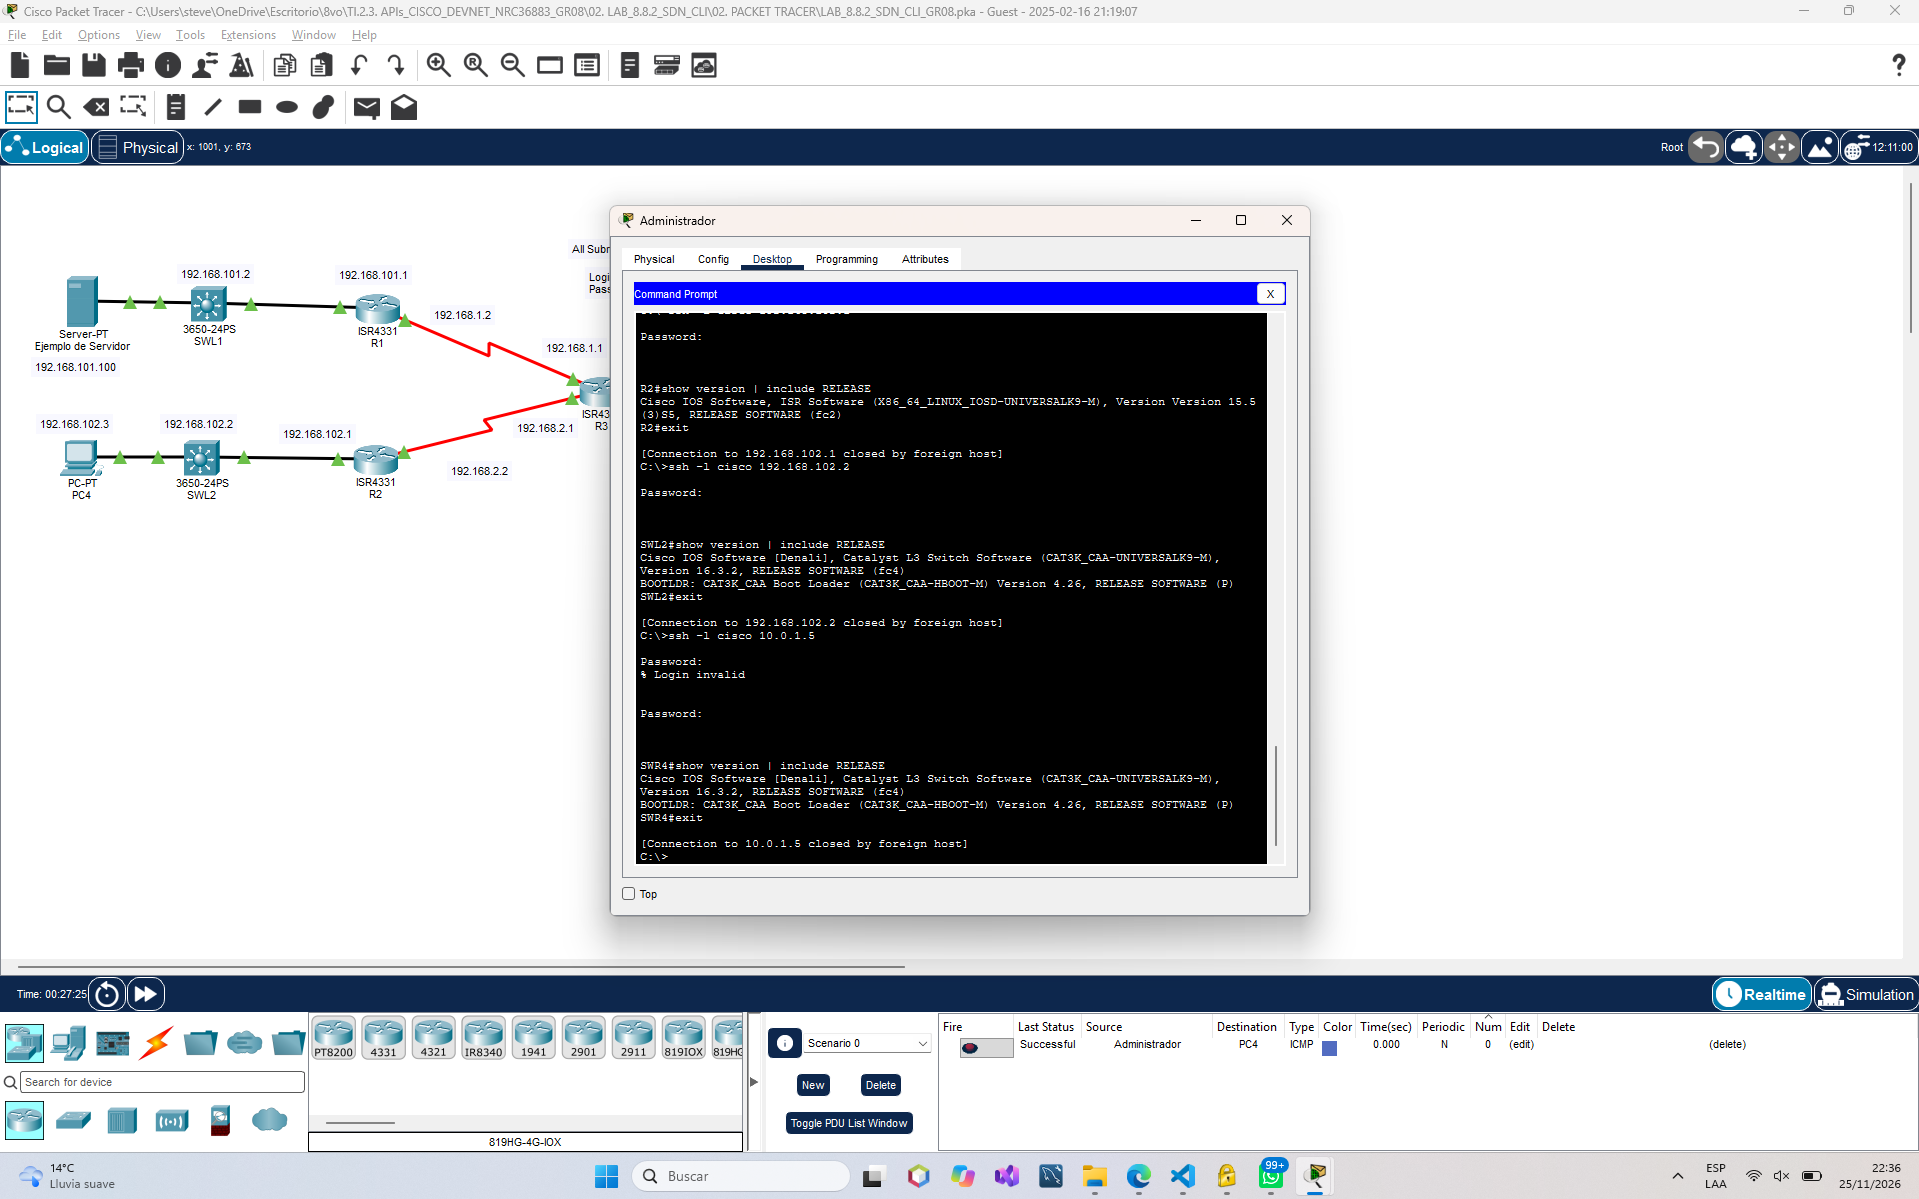 Cisco Packet Tracer - C:\Users\steve\OneDrive\Escritorio\8vo\TI.2.3. APIs_CISCO_DEVNET_NRC36883_GR08\02. LAB_8.8.2_SDN_CLI\02. PACKET TRACER\LAB_8.8.2_SDN_CLI_GR08.pka - Guest - 2025-02-16 21:19:07
File Edit Options View Tools Extensions Window Help
Logical
Physical
x: 1001, y: 673
Root
12:11:00
Administrador
Physical Config Desktop Programming Attributes
Command Prompt
X
Password:
R2#show version | include RELEASE
Cisco IOS Software, ISR Software (X86_64_LINUX_IOSD-UNIVERSALK9-M), Version Version 15.5
(3)S5, RELEASE SOFTWARE (fc2)
R2#exit
[Connection to 192.168.102.1 closed by foreign host]
C:\>ssh -l cisco 192.168.102.2
Password:
SWL2#show version | include RELEASE
Cisco IOS Software [Denali], Catalyst L3 Switch Software (CAT3K_CAA-UNIVERSALK9-M),
Version 16.3.2, RELEASE SOFTWARE (fc4)
BOOTLDR: CAT3K_CAA Boot Loader (CAT3K_CAA-HBOOT-M) Version 4.26, RELEASE SOFTWARE (P)
SWL2#exit
[Connection to 192.168.102.2 closed by foreign host]
C:\>ssh -l cisco 10.0.1.5
Password:
% Login invalid
Password:
SWR4#show version | include RELEASE
Cisco IOS Software [Denali], Catalyst L3 Switch Software (CAT3K_CAA-UNIVERSALK9-M),
Version 16.3.2, RELEASE SOFTWARE (fc4)
BOOTLDR: CAT3K_CAA Boot Loader (CAT3K_CAA-HBOOT-M) Version 4.26, RELEASE SOFTWARE (P)
SWR4#exit
[Connection to 10.0.1.5 closed by foreign host]
C:\>
Top
All Subr
Logi
Pass
192.168.101.2
192.168.101.1
192.168.1.2
192.168.1.1
Server-PT
Ejemplo de Servidor
192.168.101.100
3650-24PS
SWL1
ISR4331
R1
ISR43
R3
192.168.102.3
192.168.102.2
192.168.102.1
192.168.2.1
192.168.2.2
PC-PT
PC4
3650-24PS
SWL2
ISR4331
R2
Time: 00:27:25
Realtime
Simulation
PT8200 4331 4321 IR8340 1941 2901 2911 819IOX 819HG
Search for device
819HG-4G-IOX
Scenario 0
New
Delete
Toggle PDU List Window
Fire Last Status Source Destination Type Color Time(sec) Periodic Num Edit Delete
Successful Administrador PC4 ICMP 0.000 N 0 (edit) (delete)
14°C
Lluvia suave
Buscar
99+
ESP
LAA
22:36
25/11/2026